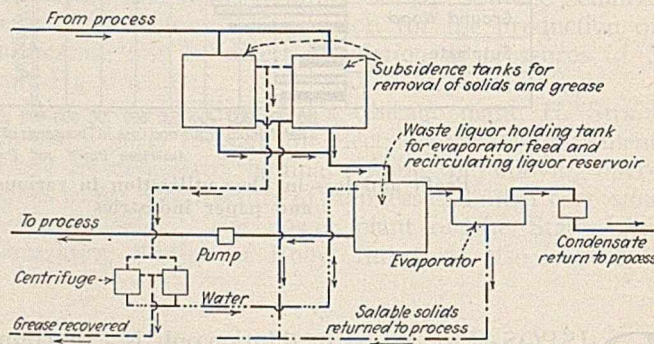 From process
Subsidence tanks for
removal of solids and grease
Waste liquor holding tank
for evaporator feed and
recirculating liquor reservoir
To process
Pump
Evaporator
Condensate
return to process
Centrifuge
Water
Salable solids
returned to process
Grease recovered